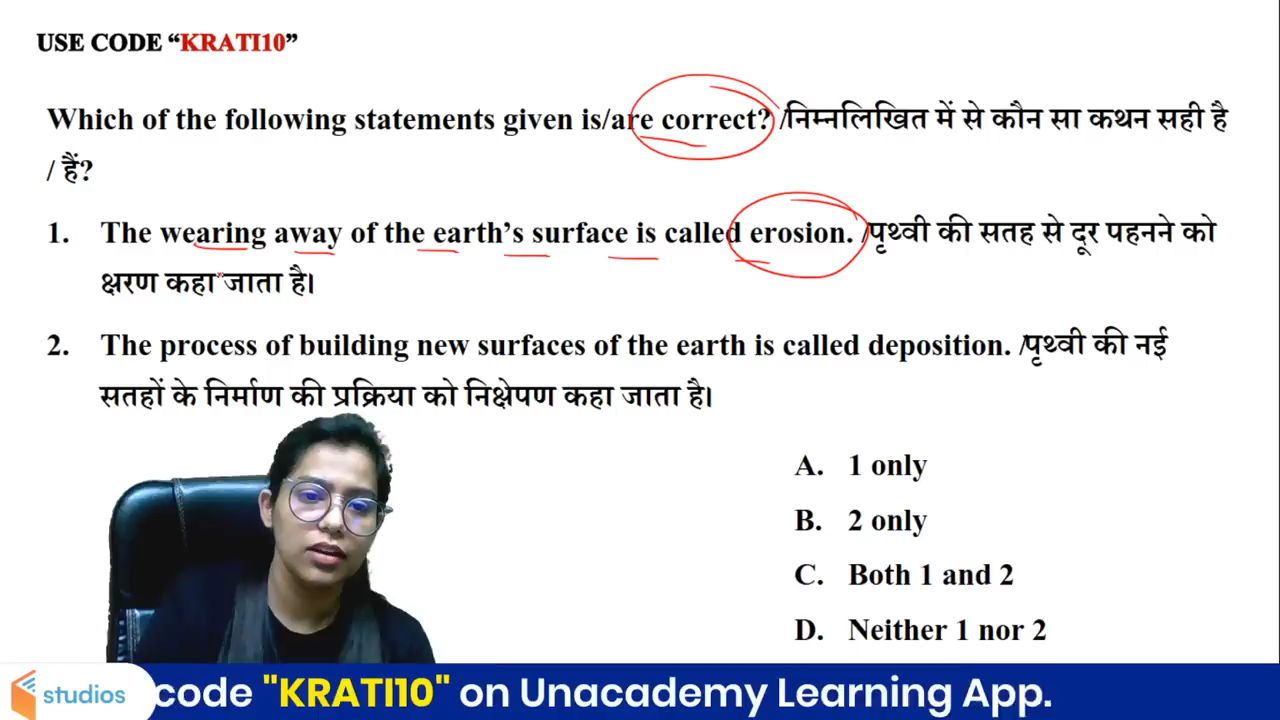 USE CODE “KRATI10”
Which of the following statements given is/are correct? /निम्नलिखित में से कौन सा कथन सही है
/ हैं?
1. The wearing away of the earth’s surface is called erosion. /पृथ्वी की सतह से दूर पहनने को
क्षरण कहा जाता है।
2. The process of building new surfaces of the earth is called deposition. /पृथ्वी की नई
सतहों के निर्माण की प्रक्रिया को निक्षेपण कहा जाता है।
A. 1 only
B. 2 only
C. Both 1 and 2
D. Neither 1 nor 2
studios
code "KRATI10" on Unacademy Learning App.